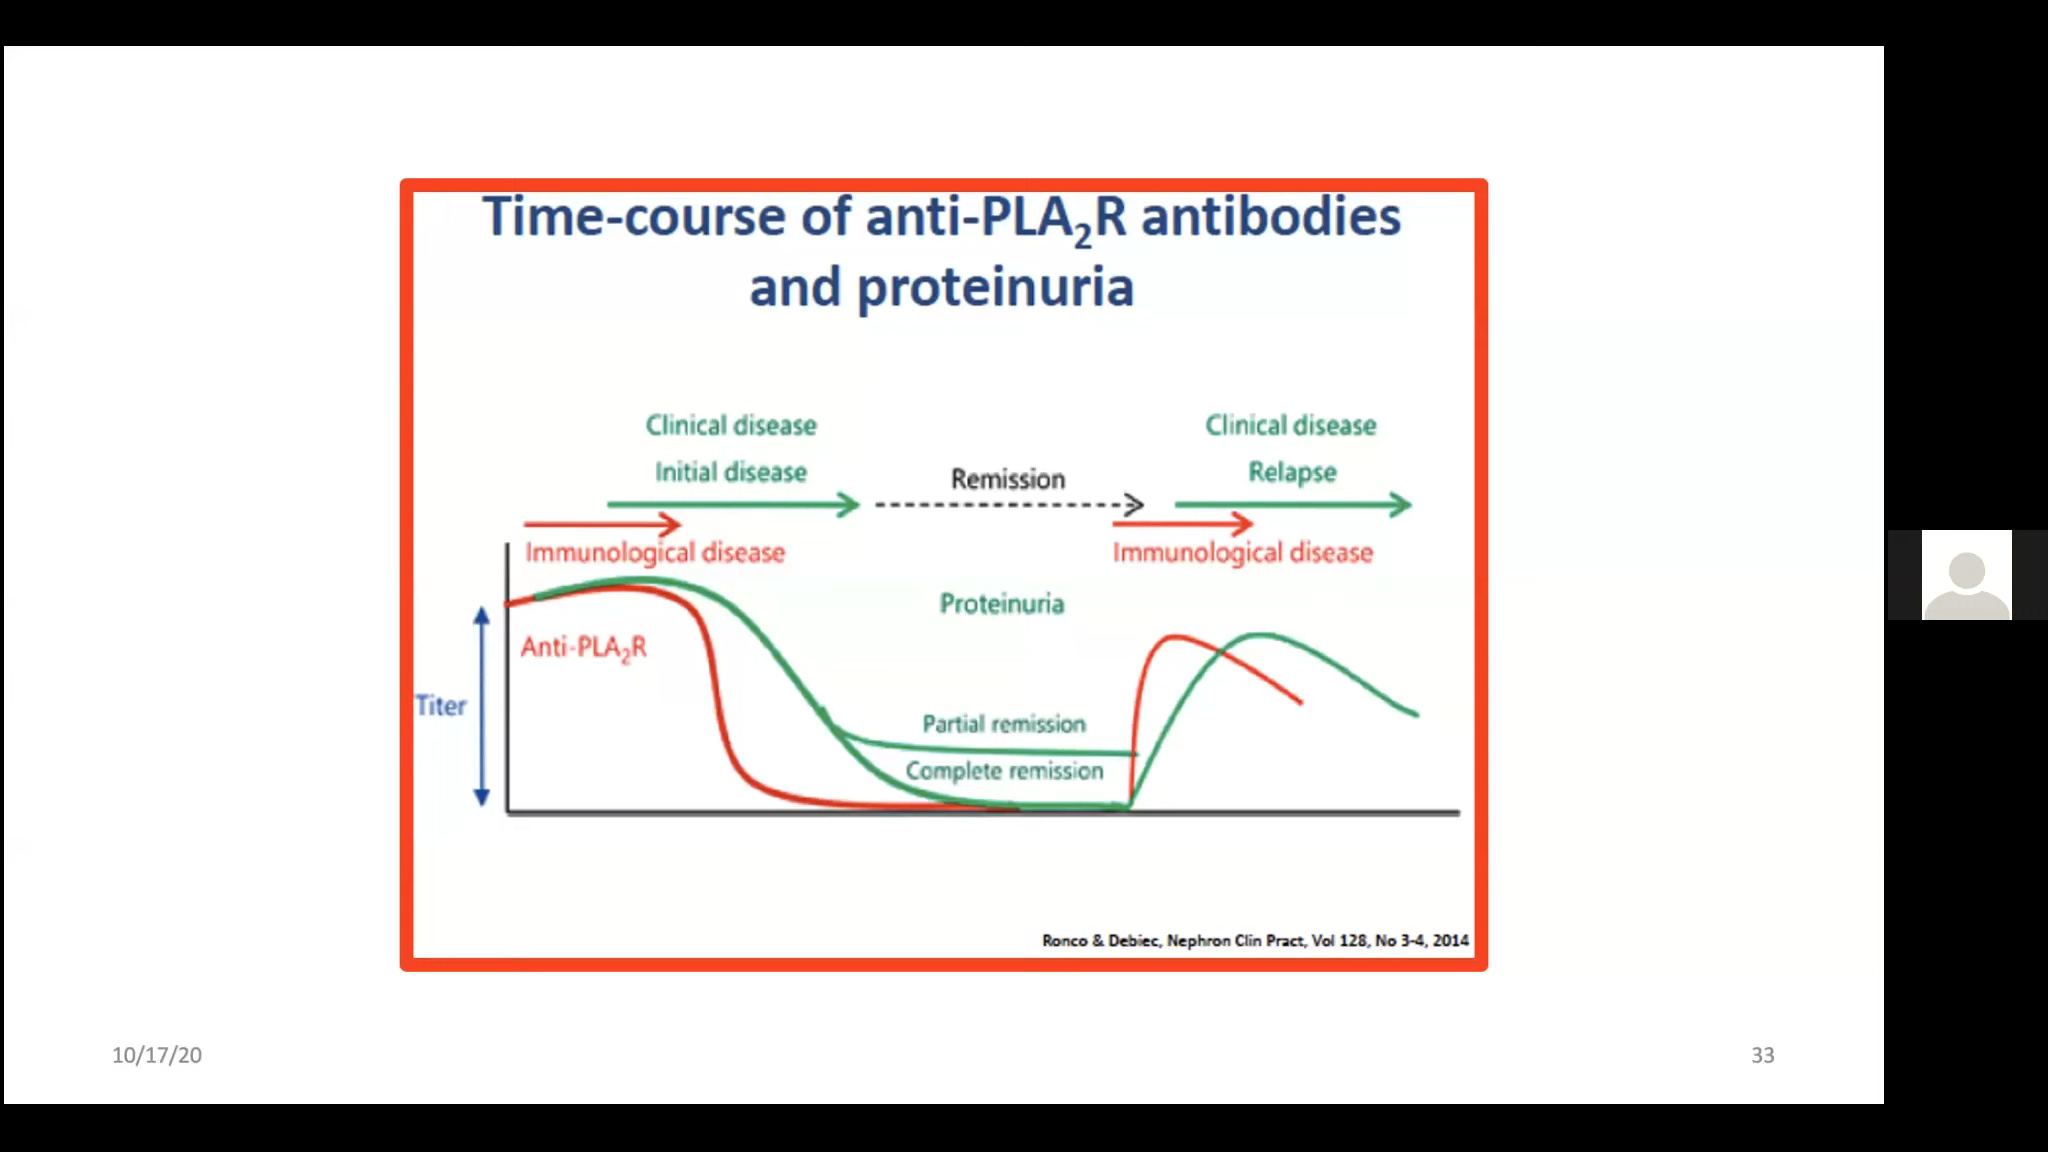 Time-course of anti-PLA₂R antibodies
and proteinuria
Clinical disease
Initial disease
Remission
Clinical disease
Relapse
Immunological disease
Immunological disease
Proteinuria
Anti-PLA₂R
Titer
Partial remission
Complete remission
Ronco & Debiec, Nephron Clin Pract, Vol 128, No 3-4, 2014
10/17/20
33